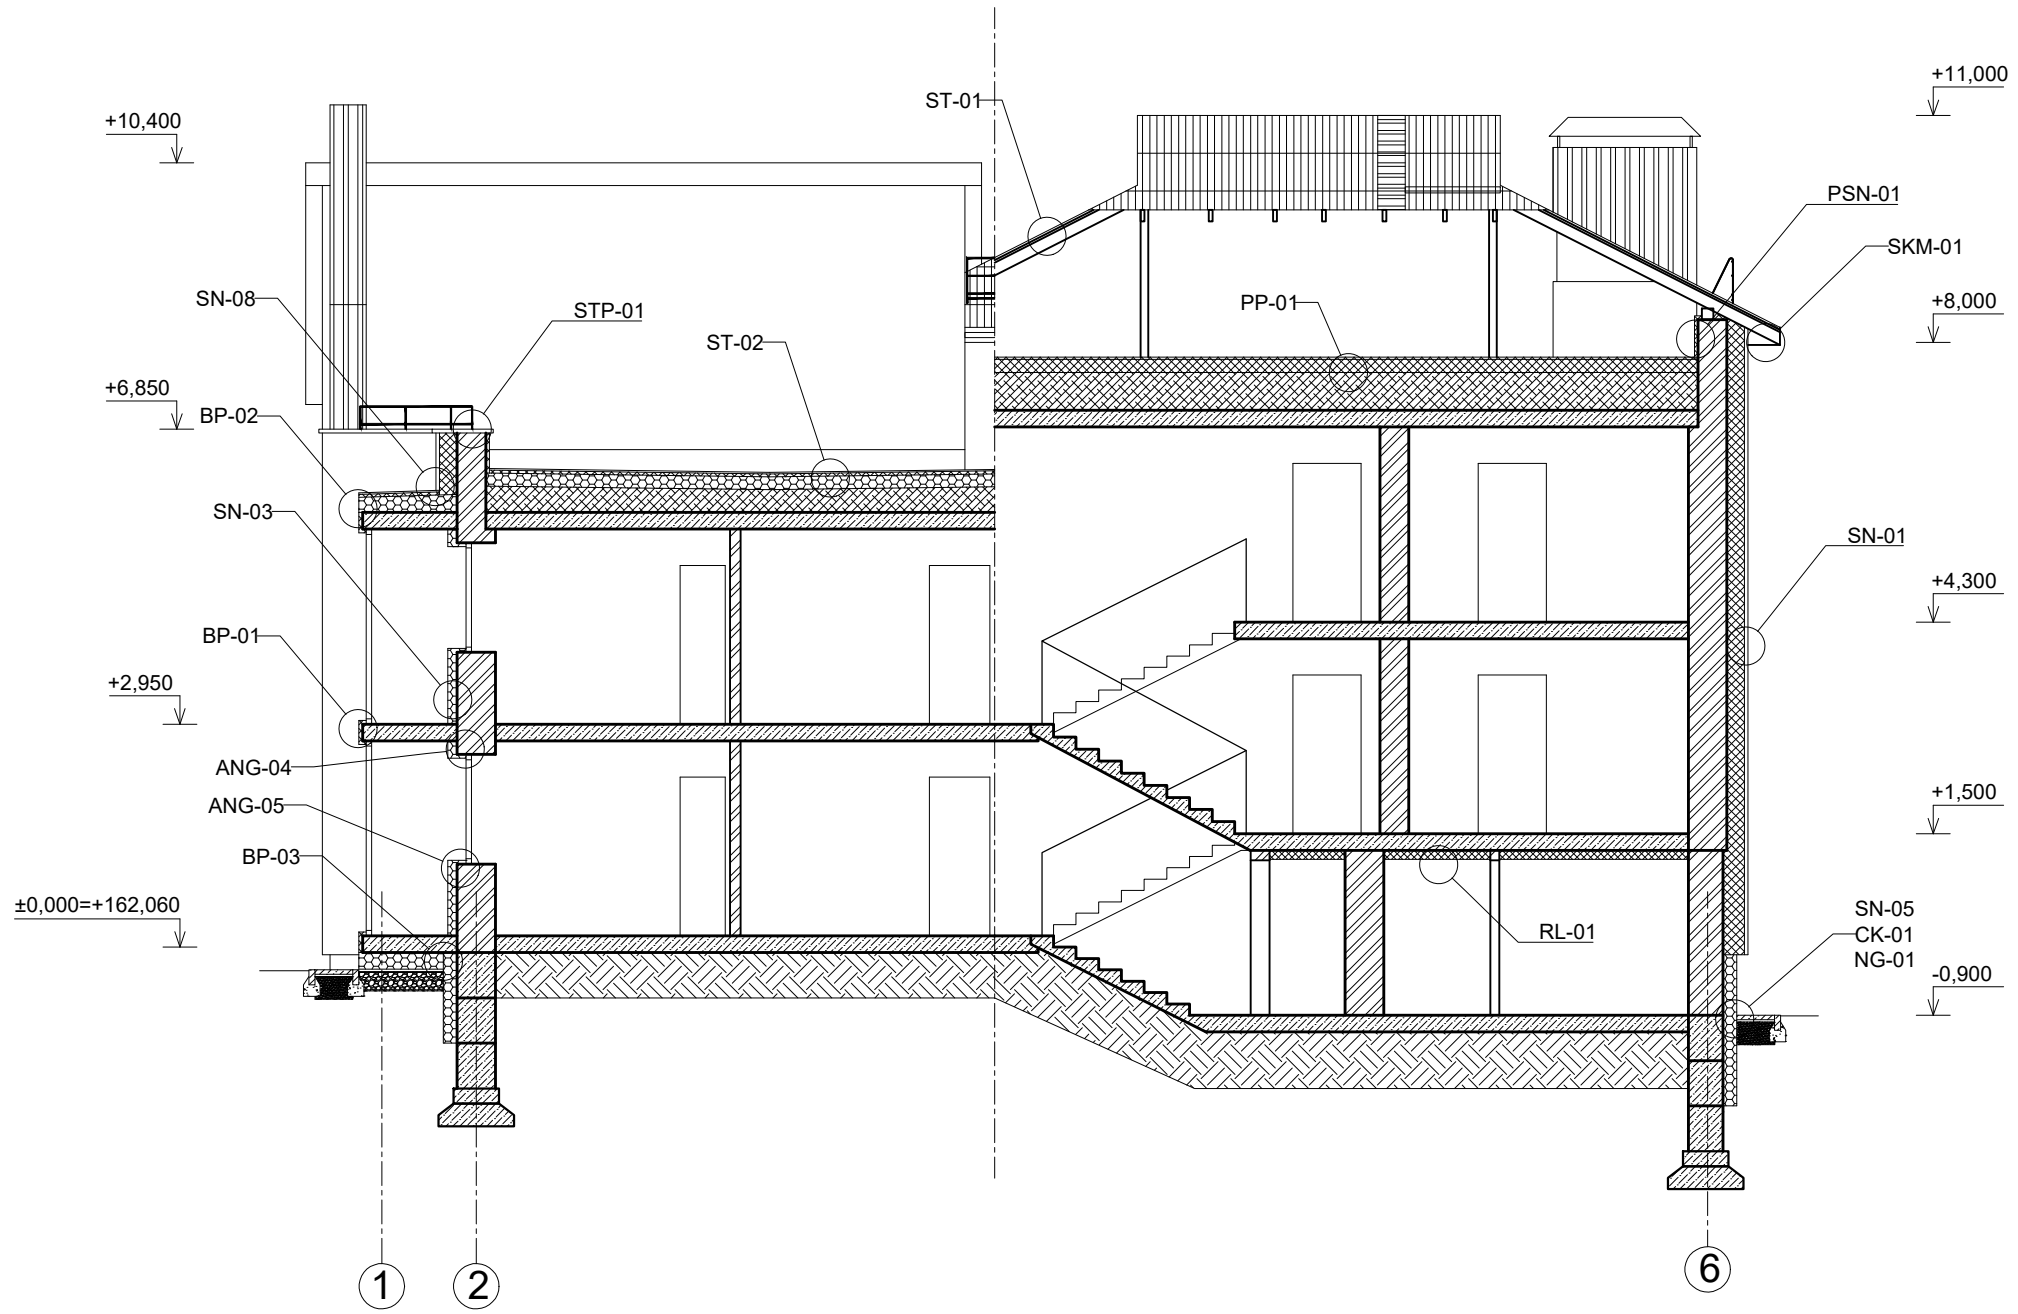 +11,000
ST-01
+10,400
PSN-01
SKM-01
SN-08
STP-01
PP-01
+8,000
ST-02
+6,850
BP-02
SN-03
SN-01
+4,300
BP-01
+2,950
ANG-04
ANG-05
+1,500
BP-03
±0,000=+162,060
SN-05
RL-01
CK-01
NG-01
-0,900
1
2
6